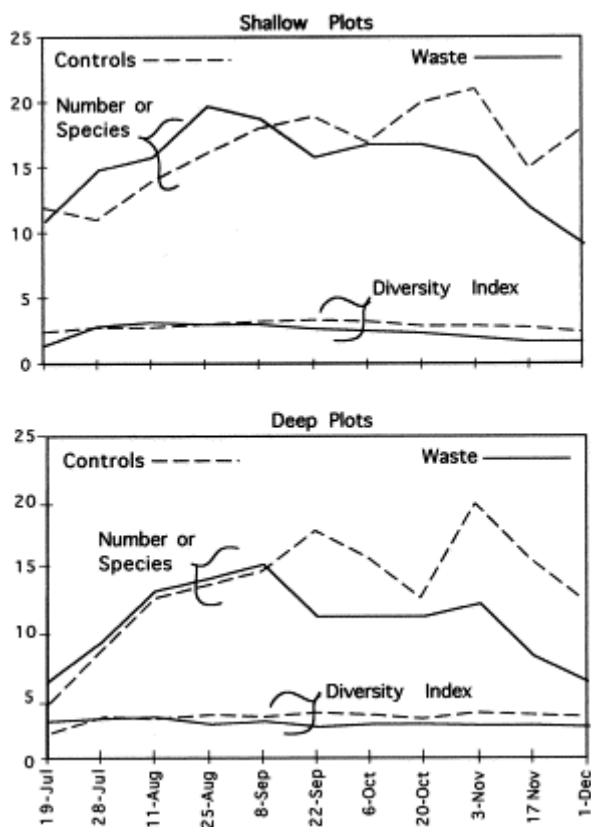 Shallow Plots
25
Controls
Waste
20
Number or
Species
15
10
5
Diversity Index
0
Deep Plots
25
Controls
Waste
20
Number or
Species
15
10
5
Diversity Index
0
19-Jul
28-Jul
11-Aug
25-Aug
8-Sep
22-Sep
6-Oct
20-Oct
3-Nov
17-Nov
1-Dec